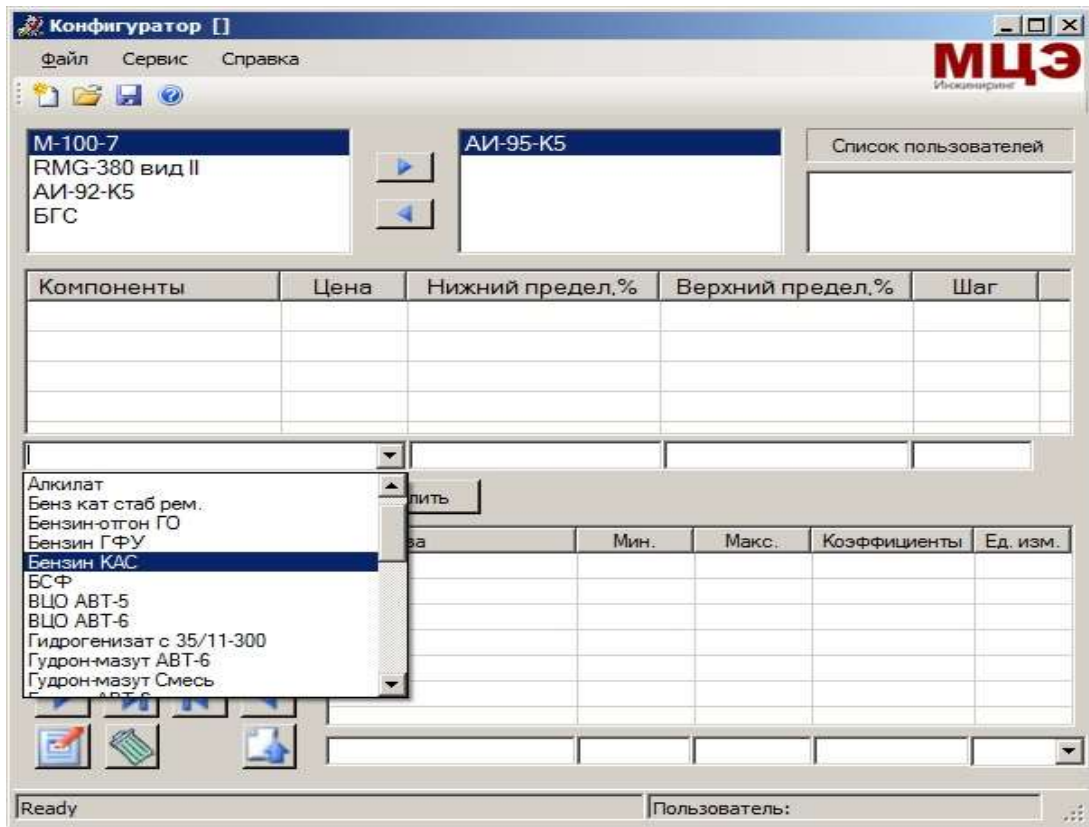 Конфигуратор []
Файл Сервис Справка
МЦЭ
Инжиниринг
М-100-7
RMG-380 вид II
АИ-92-К5
БГС
АИ-95-К5
Список пользователей
Компоненты Цена Нижний предел,% Верхний предел,% Шаг
Алкилат
Бенз кат стаб рем.
Бензин-отгон ГО
Бензин ГФУ
Бензин КАС
БСФ
ВЦО АВТ-5
ВЦО АВТ-6
Гидрогенизат с 35/11-300
Гудрон-мазут АВТ-6
Гудрон-мазут Смесь
лить
ва Мин. Макс. Коэффициенты Ед. изм.
Ready Пользователь: